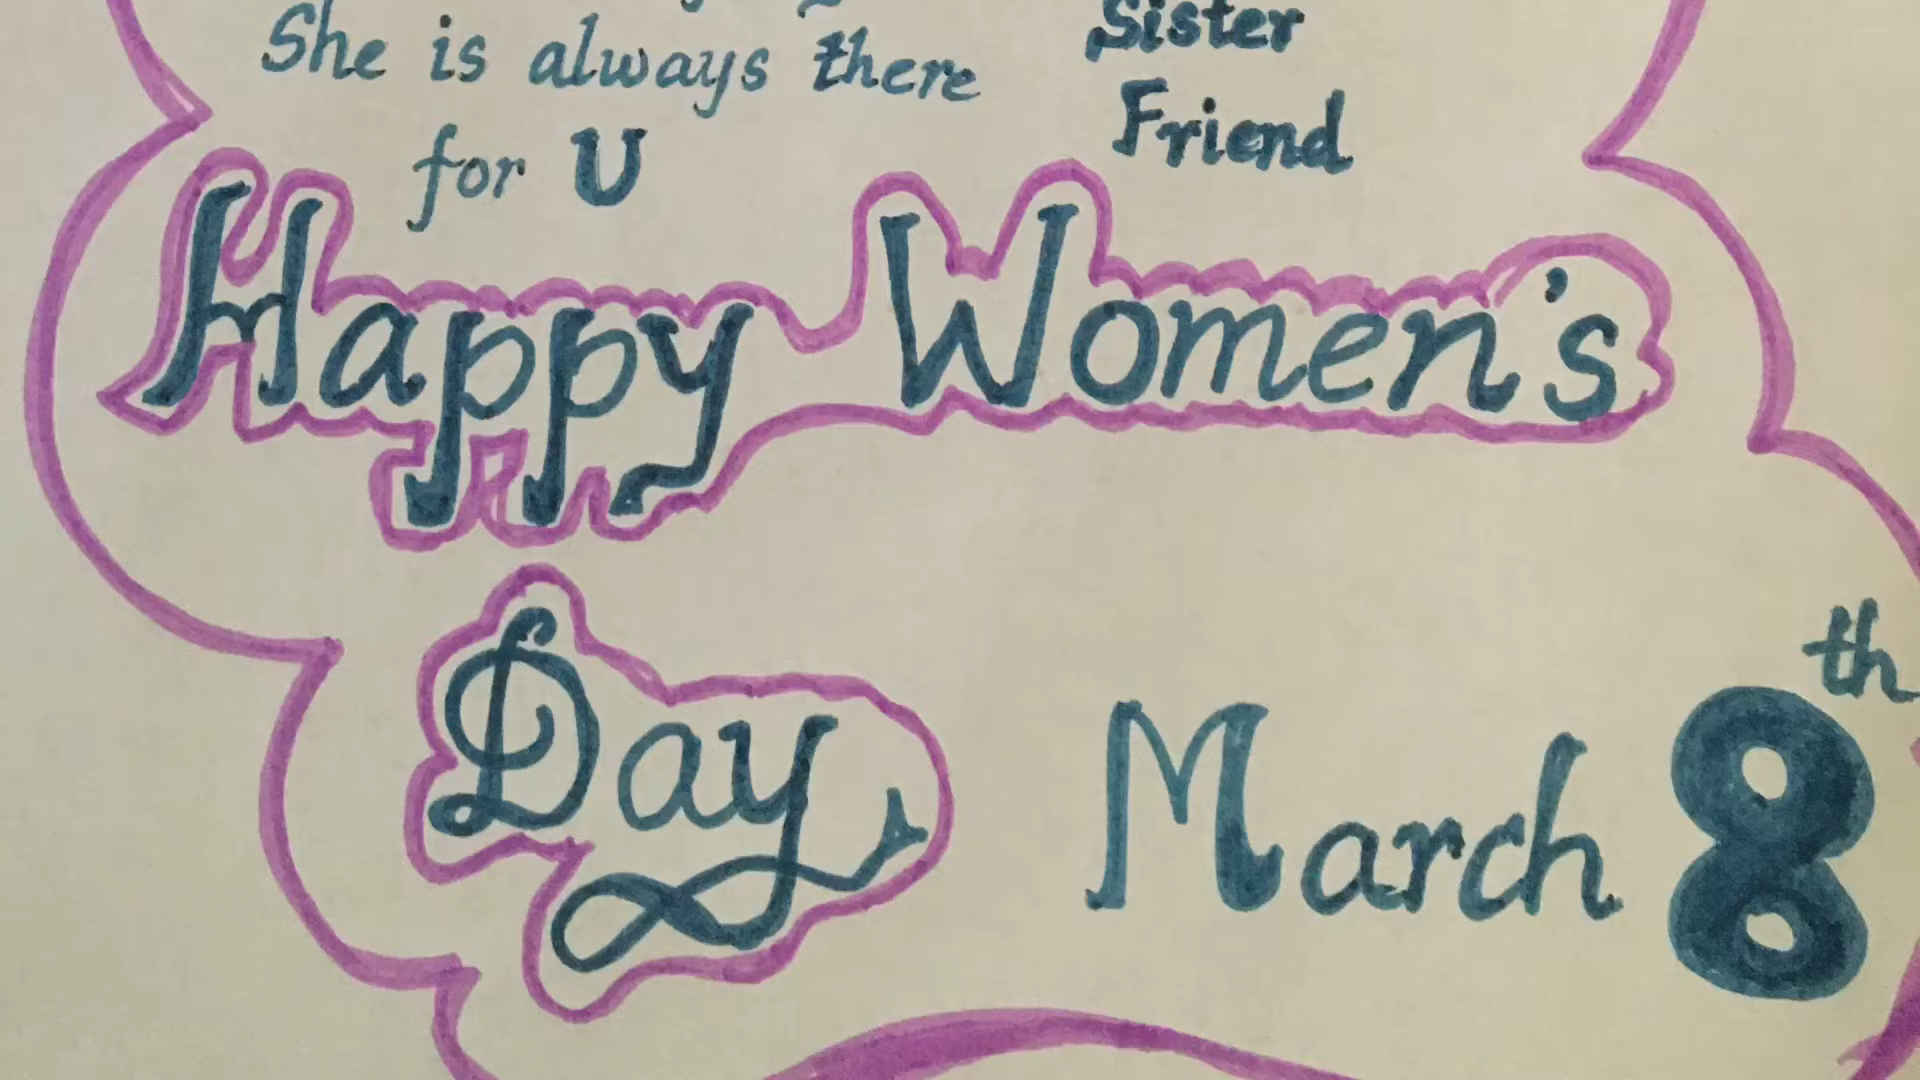 She is always there
for U
Sister
Friend
Happy Women's
Day
March 8th